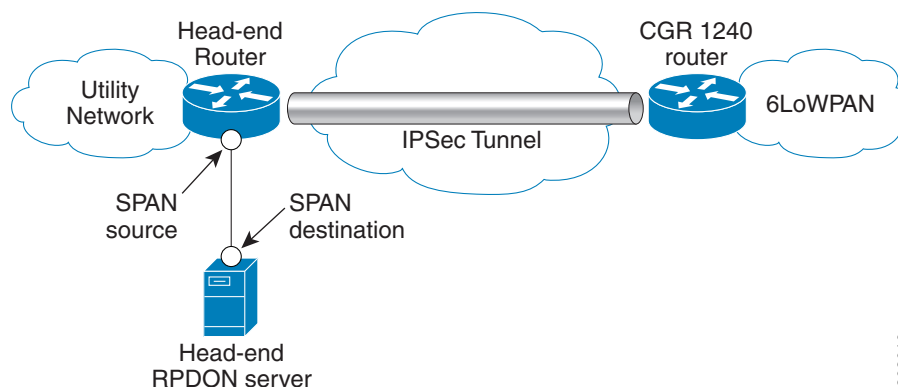 Head-end
Router
CGR 1240
router
Utility
Network
6LoWPAN
IPSec Tunnel
SPAN
source
SPAN
destination
Head-end
RPDON server